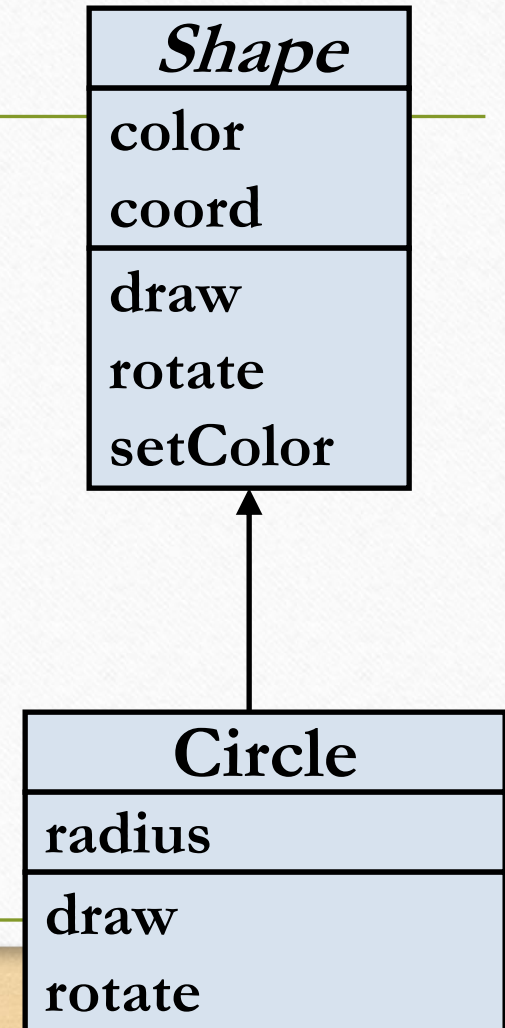 Shape
color
coord
draw
rotate
setColor
Circle
radius
draw
rotate